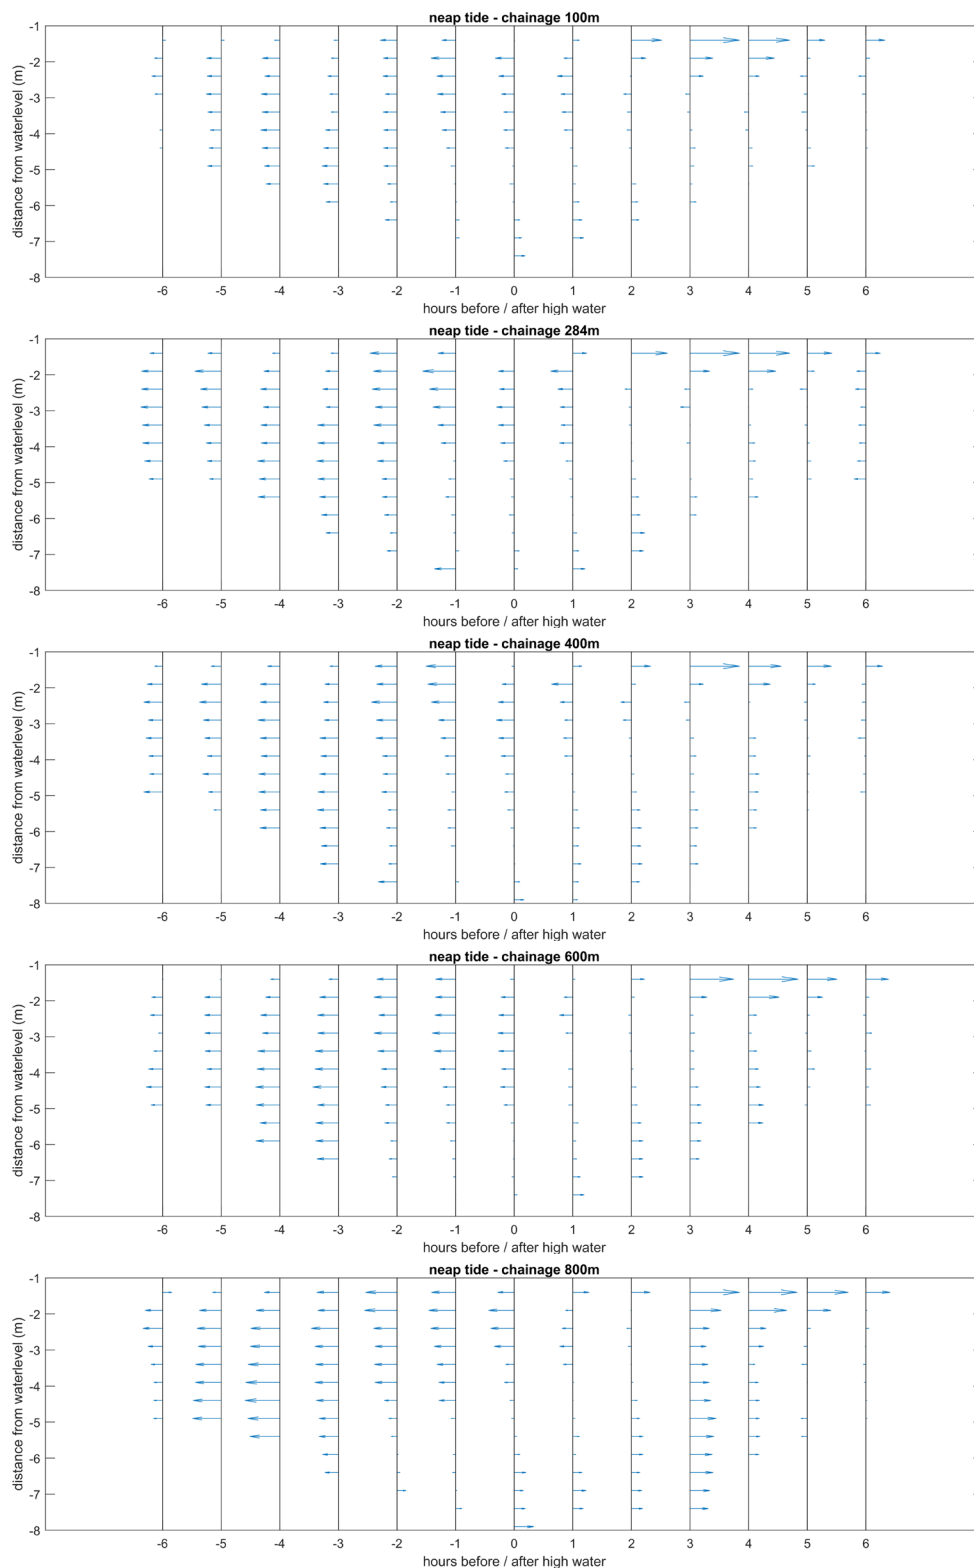 neap tide - chainage 100m
-1
-2
-3
-4
-5
-6
-7
-8
distance from waterlevel (m)
-6 -5 -4 -3 -2 -1 0 1 2 3 4 5 6
hours before / after high water
neap tide - chainage 284m
-1
-2
-3
-4
-5
-6
-7
-8
distance from waterlevel (m)
-6 -5 -4 -3 -2 -1 0 1 2 3 4 5 6
hours before / after high water
neap tide - chainage 400m
-1
-2
-3
-4
-5
-6
-7
-8
distance from waterlevel (m)
-6 -5 -4 -3 -2 -1 0 1 2 3 4 5 6
hours before / after high water
neap tide - chainage 600m
-1
-2
-3
-4
-5
-6
-7
-8
distance from waterlevel (m)
-6 -5 -4 -3 -2 -1 0 1 2 3 4 5 6
hours before / after high water
neap tide - chainage 800m
-1
-2
-3
-4
-5
-6
-7
-8
distance from waterlevel (m)
-6 -5 -4 -3 -2 -1 0 1 2 3 4 5 6
hours before / after high water